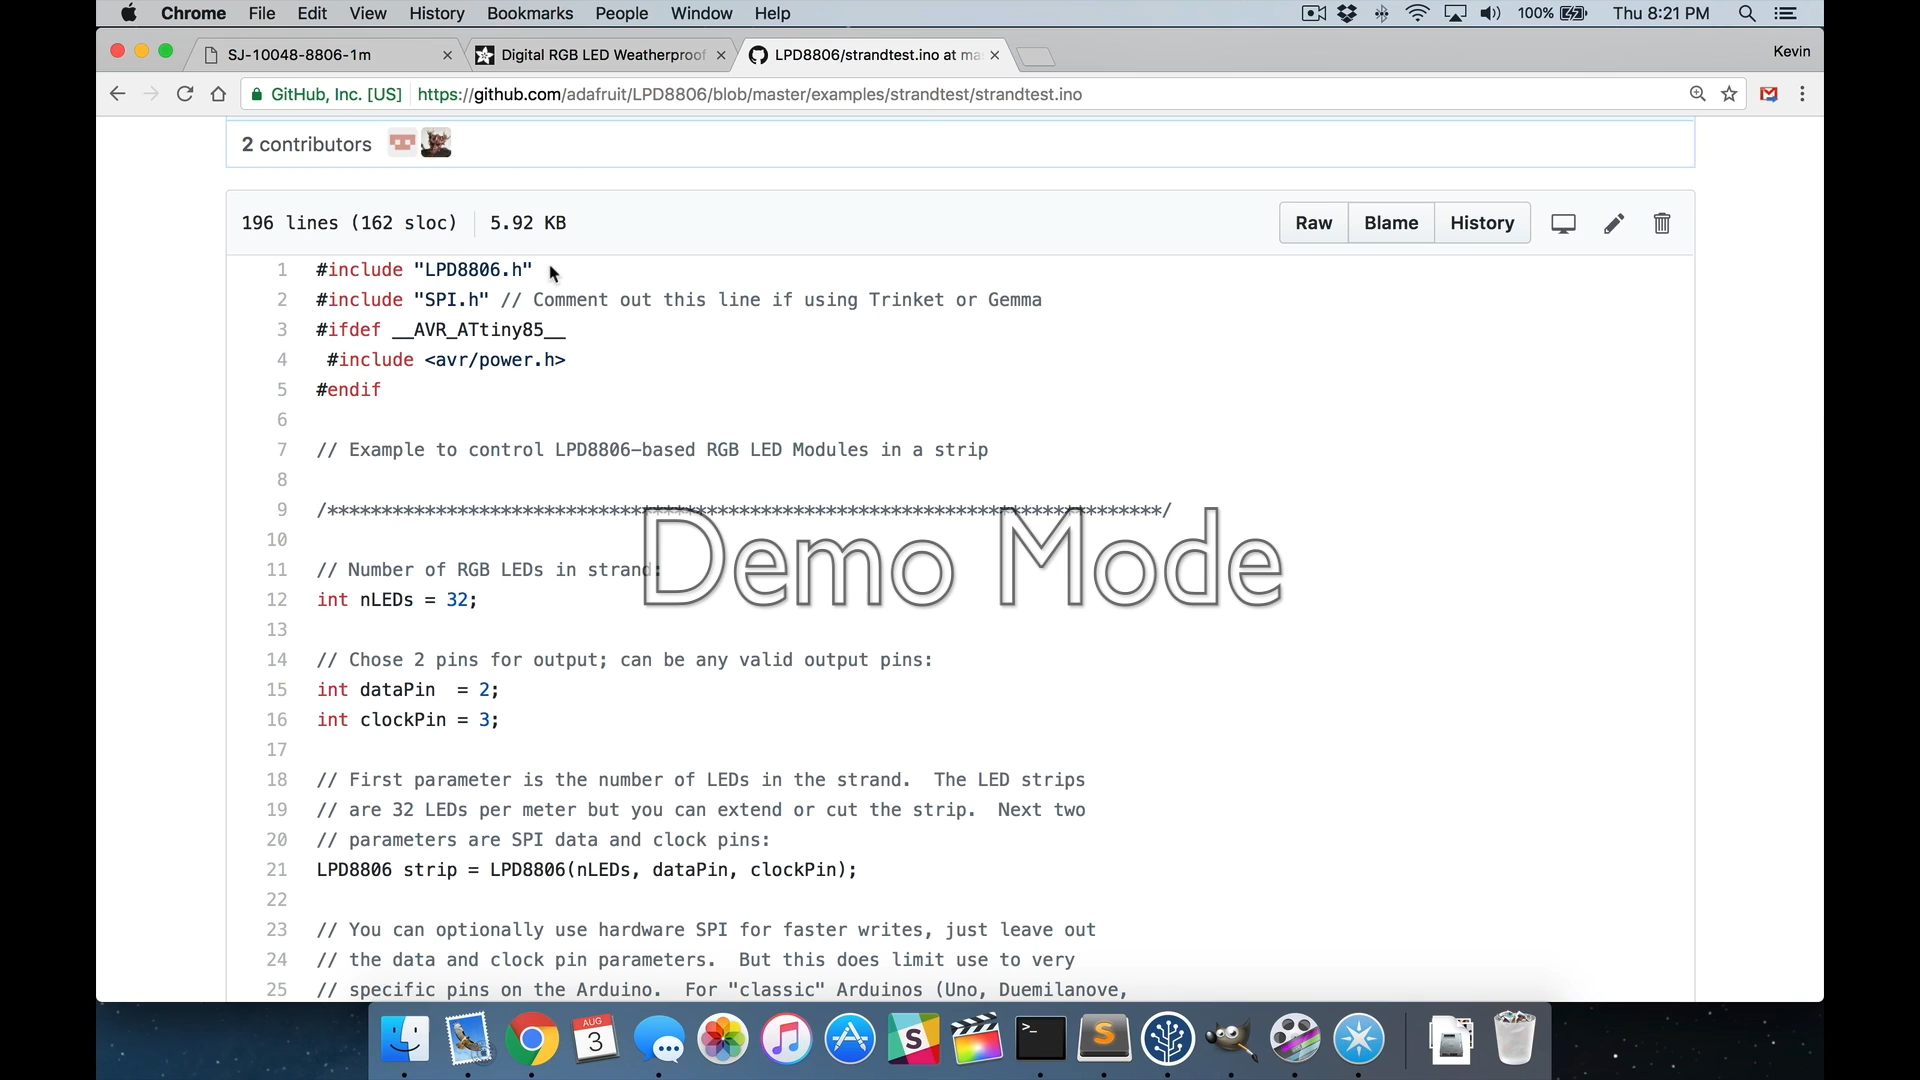 Chrome File Edit View History Bookmarks People Window Help 100% Thu 8:21 PM
SJ-10048-8806-1m Digital RGB LED Weatherproof LPD8806/strandtest.ino at ma Kevin
GitHub, Inc. [US] https://github.com/adafruit/LPD8806/blob/master/examples/strandtest/strandtest.ino
2 contributors
196 lines (162 sloc) 5.92 KB Raw Blame History
1 #include "LPD8806.h"
2 #include "SPI.h" // Comment out this line if using Trinket or Gemma
3 #ifdef __AVR_ATtiny85__
4 #include <avr/power.h>
5 #endif
6
7 // Example to control LPD8806-based RGB LED Modules in a strip
8
9 /*****************************************************************************/
10
Demo Mode
11 // Number of RGB LEDs in strand:
12 int nLEDs = 32;
13
14 // Chose 2 pins for output; can be any valid output pins:
15 int dataPin  = 2;
16 int clockPin = 3;
17
18 // First parameter is the number of LEDs in the strand.  The LED strips
19 // are 32 LEDs per meter but you can extend or cut the strip.  Next two
20 // parameters are SPI data and clock pins:
21 LPD8806 strip = LPD8806(nLEDs, dataPin, clockPin);
22
23 // You can optionally use hardware SPI for faster writes, just leave out
24 // the data and clock pin parameters.  But this does limit use to very
25 // specific pins on the Arduino.  For "classic" Arduinos (Uno, Duemilanove,
AUG
3
S
>_
S